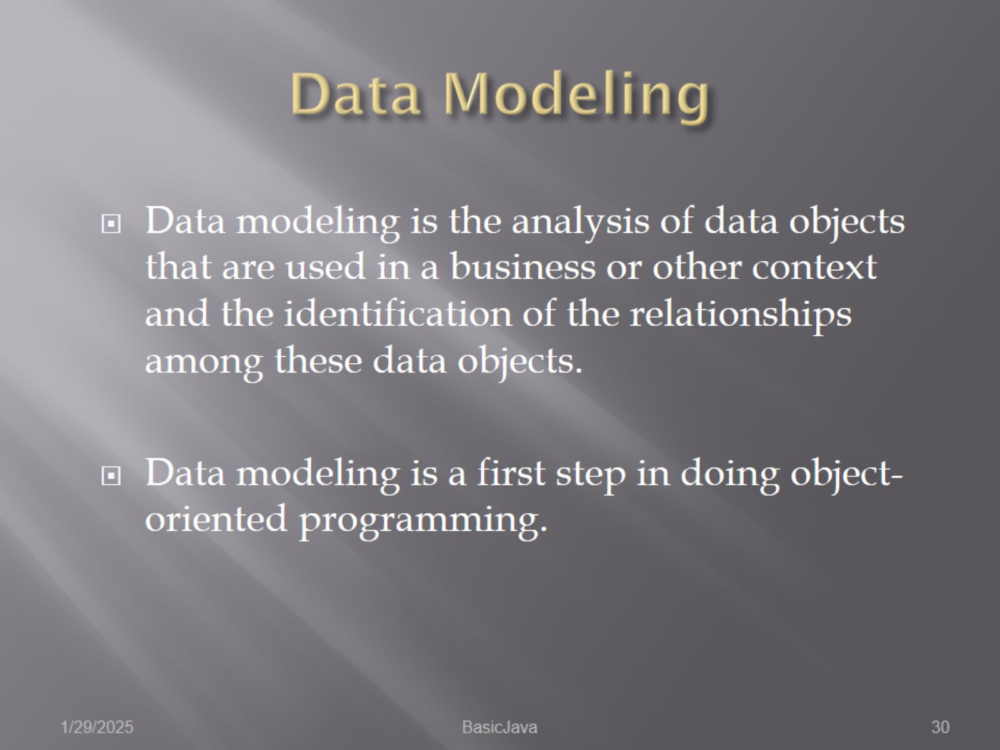 Data Modeling
Data modeling is the analysis of data objects
that are used in a business or other context
and the identification of the relationships
among these data objects.
Data modeling is a first step in doing object-
oriented programming.
1/29/2025
BasicJava
30